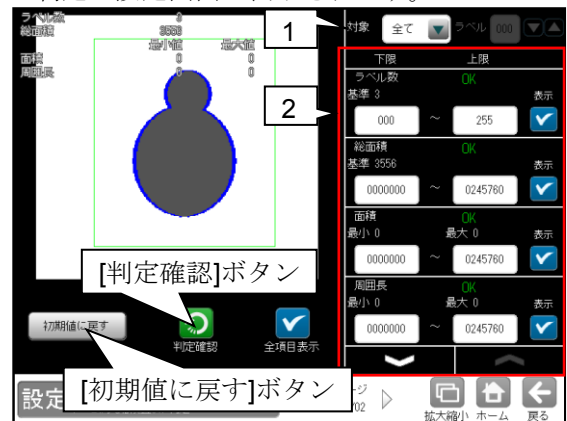 ラベル数 3
総面積 3556
最小値 最大値
面積 0 0
周囲長 0 0
1
2
対象 全て ラベル 000
下限 上限
ラベル数 OK
基準 3 表示
000 ~ 255
総面積 OK
基準 3556 表示
0000000 ~ 0245760
面積 OK
最小 0 最大 0 表示
0000000 ~ 0245760
周囲長 OK
最小 0 最大 0 表示
0000000 ~ 0245760
[判定確認]ボタン
初期値に戻す
判定確認
全項目表示
[初期値に戻す]ボタン
設定
拡大縮小 ホーム 戻る